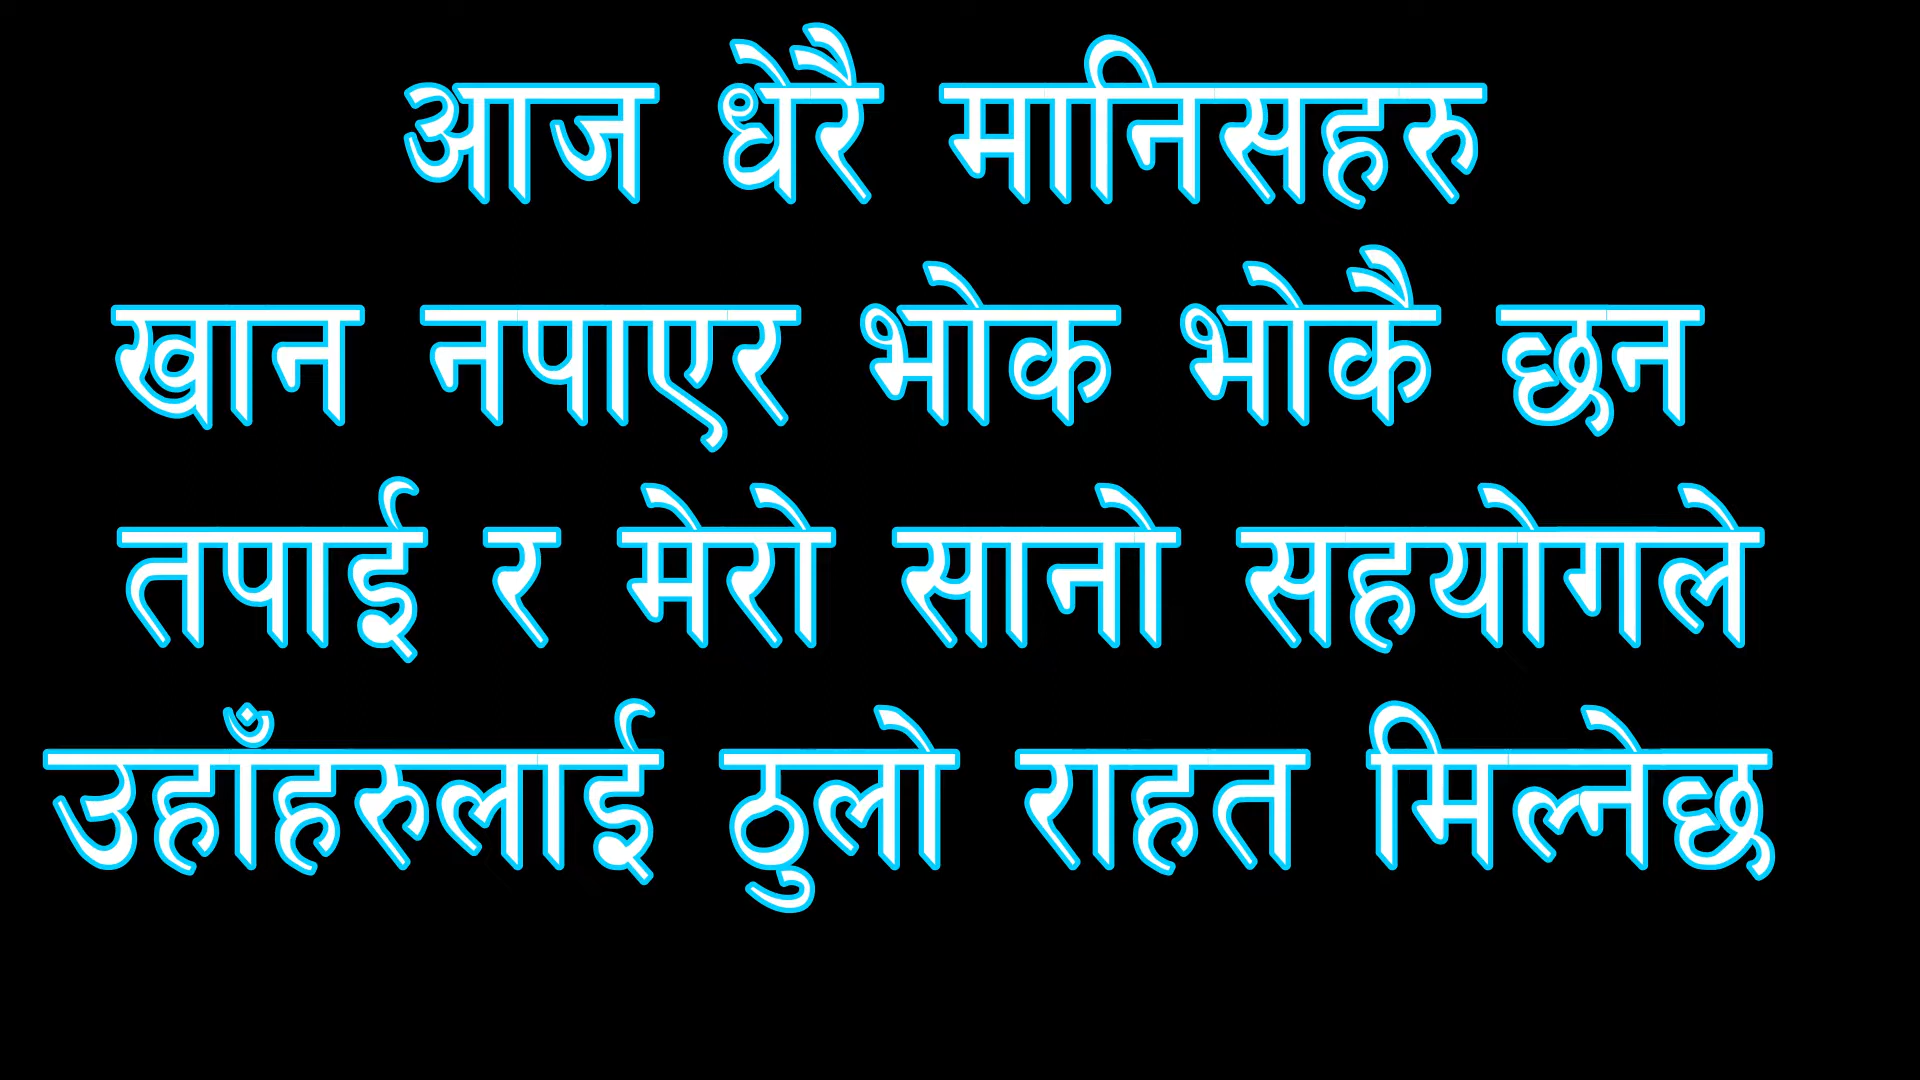 आज धेरै मानिसहरु
खान नपाएर भोक भोकै छन
तपाई र मेरो सानो सहयोगले
उहाँहरुलाई ठुलो राहत मिल्नेछ